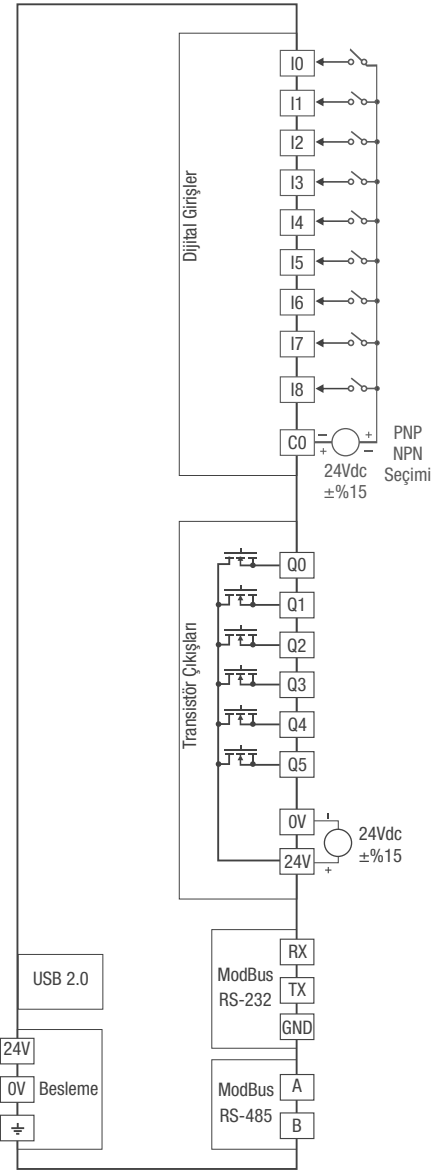 Dijital Girişler
I0
I1
I2
I3
I4
I5
I6
I7
I8
C0
− +
+ −
24Vdc
±%15
PNP
NPN
Seçimi
Transistör Çıkışları
Q0
Q1
Q2
Q3
Q4
Q5
0V
24V
−
+
24Vdc
±%15
ModBus
RS-232
RX
TX
GND
USB 2.0
24V
0V
Besleme
ModBus
RS-485
A
B